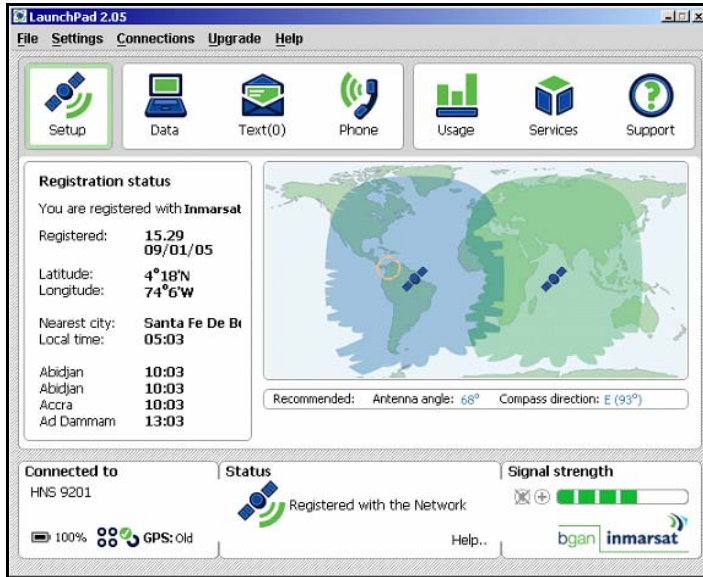 LaunchPad 2.05
File Settings Connections Upgrade Help
Setup Data Text(0) Phone Usage Services Support
Registration status
You are registered with Inmarsat
Registered: 15.29
09/01/05
Latitude: 4°18'N
Longitude: 74°6'W
Nearest city: Santa Fe De
Local time: 05:03
Abidjan 10:03
Abidjan 10:03
Accra 10:03
Ad Dammam 13:03
Recommended: Antenna angle: 68° Compass direction: E (93°)
Connected to
HNS 9201
100% GPS: Old
Status
Registered with the Network
Help..
Signal strength
bgan inmarsat